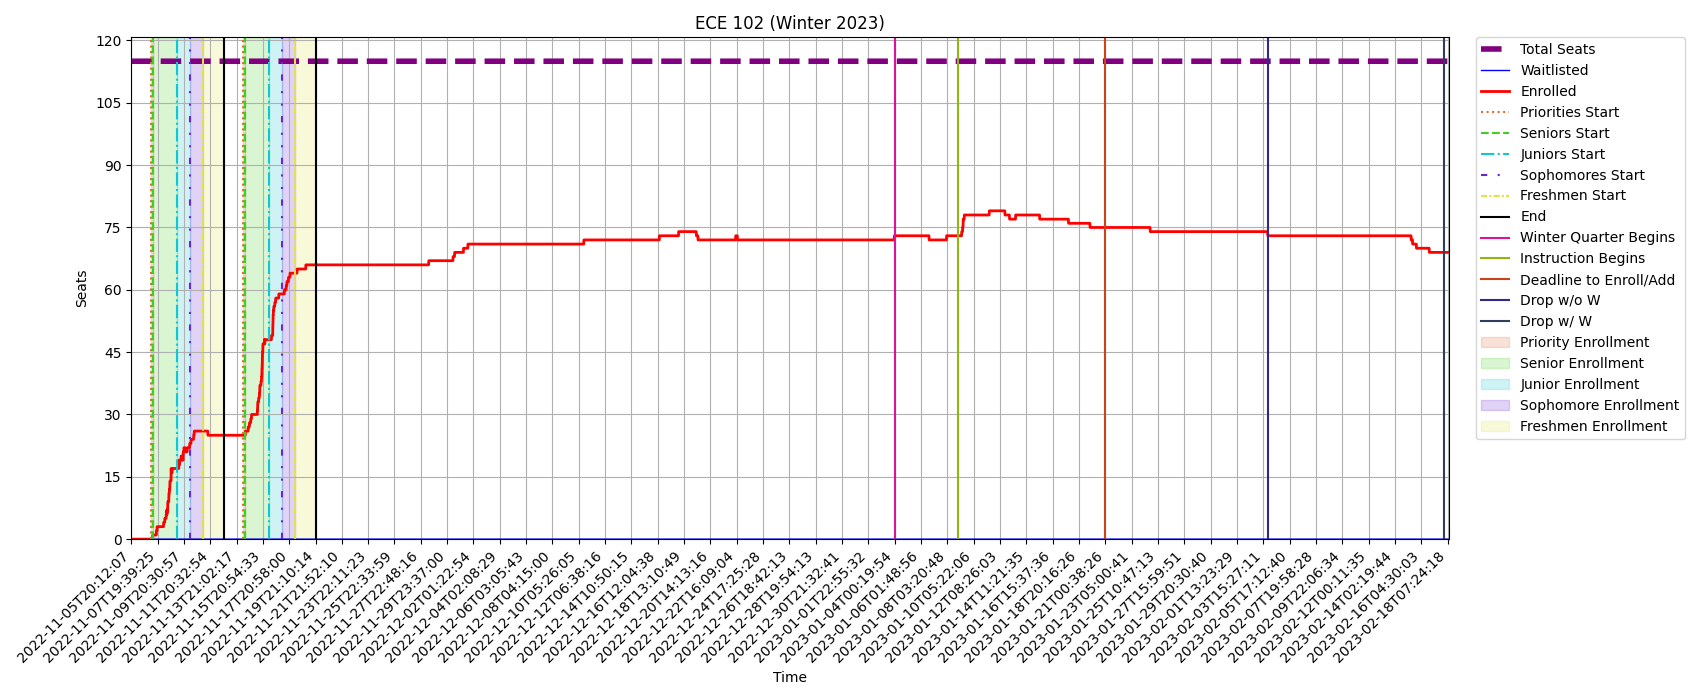 ECE 102 (Winter 2023)
120
105
90
75
60
45
30
15
0
Seats
2022-11-05T20:12:07
2022-11-07T19:39:25
2022-11-09T20:30:57
2022-11-11T20:32:54
2022-11-13T21:02:17
2022-11-15T20:54:33
2022-11-17T20:58:00
2022-11-19T21:10:14
2022-11-21T21:52:10
2022-11-23T22:11:23
2022-11-25T22:33:59
2022-11-27T22:48:16
2022-11-29T23:37:00
2022-12-04T01:22:54
2022-12-04T02:08:29
2022-12-06T03:05:43
2022-12-08T04:15:00
2022-12-10T05:26:05
2022-12-12T06:38:16
2022-12-14T10:50:15
2022-12-16T12:04:38
2022-12-18T13:10:49
2022-12-20T14:13:16
2022-12-22T16:09:04
2022-12-24T17:25:28
2022-12-26T18:42:13
2022-12-28T19:54:13
2022-12-30T21:32:41
2023-01-01T22:55:32
2023-01-04T00:19:54
2023-01-06T01:48:56
2023-01-08T03:20:48
2023-01-10T05:22:06
2023-01-12T08:26:03
2023-01-14T11:21:35
2023-01-16T15:37:36
2023-01-18T20:16:26
2023-01-21T00:38:26
2023-01-23T05:00:41
2023-01-25T10:47:13
2023-01-27T15:59:51
2023-01-29T20:30:40
2023-02-01T13:23:29
2023-02-03T15:27:11
2023-02-05T17:12:40
2023-02-07T19:58:28
2023-02-09T22:06:34
2023-02-12T00:11:35
2023-02-14T02:19:44
2023-02-16T04:30:03
2023-02-18T07:24:18
Time
Total Seats
Waitlisted
Enrolled
Priorities Start
Seniors Start
Juniors Start
Sophomores Start
Freshmen Start
End
Winter Quarter Begins
Instruction Begins
Deadline to Enroll/Add
Drop w/o W
Drop w/ W
Priority Enrollment
Senior Enrollment
Junior Enrollment
Sophomore Enrollment
Freshmen Enrollment